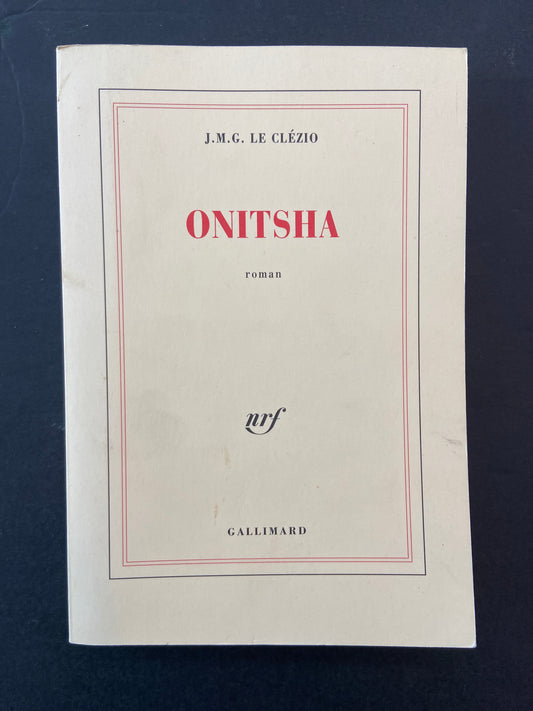 J.M.G. LE CLÉZIO
ONITSHA
roman
nrf
GALLIMARD